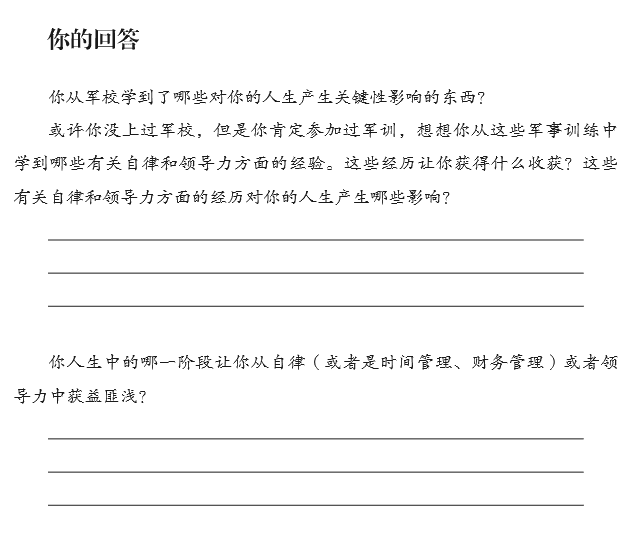 你的回答
你从军校学到了哪些对你的人生产生关键性影响的东西？
或许你没上过军校，但是你肯定参加过军训，想想你从这些军事训练中
学到哪些有关自律和领导力方面的经验。这些经历让你获得什么收获？这些
有关自律和领导力方面的经历对你的人生产生哪些影响？
你人生中的哪一阶段让你从自律（或者是时间管理、财务管理）或者领
导力中获益匪浅？